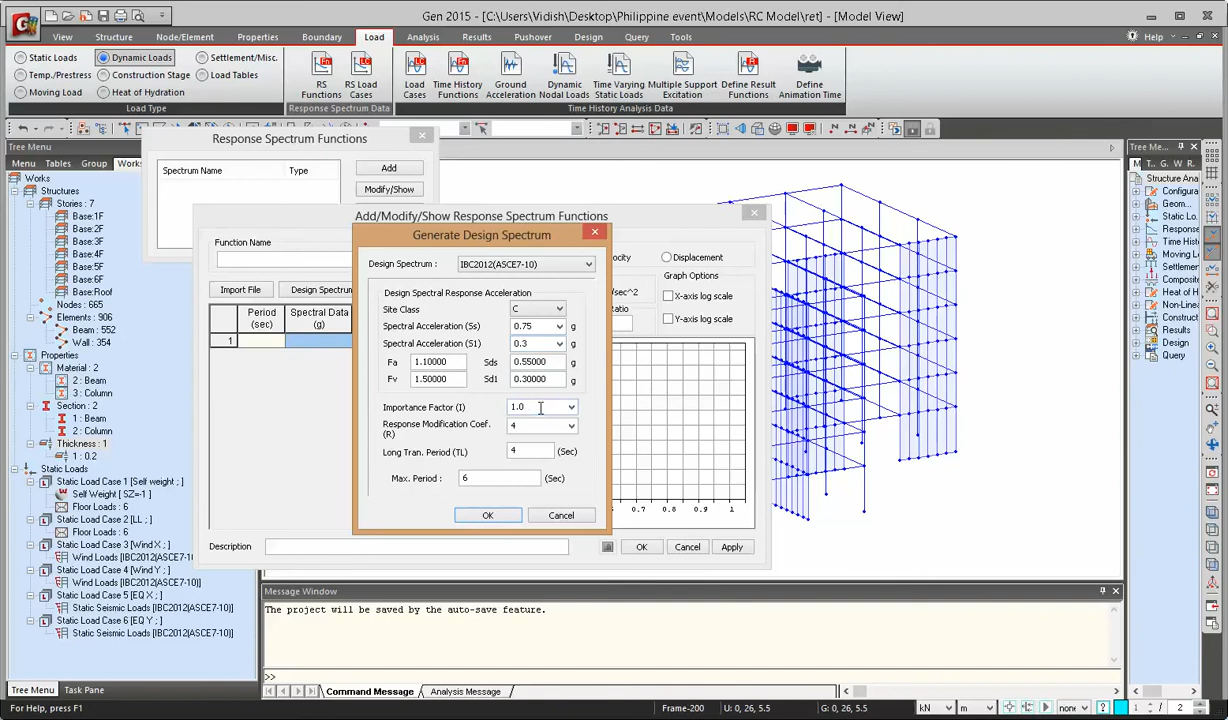 Gen 2015 - [C:\Users\Vidish\Desktop\Philippine event\Models\RC Model\ret] - [Model View]
View Structure Node/Element Properties Boundary Load Analysis Results Pushover Design Query Tools Help
Static Loads Dynamic Loads Settlement/Misc.
Temp./Prestress Construction Stage Load Tables
Moving Load Heat of Hydration
Load Type
RS Functions
RS Load Cases
Response Spectrum Data
Load Cases
Time History Functions
Ground Acceleration
Dynamic Nodal Loads
Time Varying Static Loads
Multiple Support Excitation
Define Result Functions
Define Animation Time
Time History Analysis Data
Tree Menu
Menu Tables Group Works
Works
Structures
Stories : 7
Base:1F
Base:2F
Base:3F
Base:4F
Base:5F
Base:6F
Base:Roof
Nodes : 665
Elements : 906
Beam : 552
Wall : 354
Properties
Material : 2
2 : Beam
3 : Column
Section : 2
1 : Beam
2 : Column
Thickness : 1
1 : 0.2
Static Loads
Static Load Case 1 [Self weight ; ]
Self Weight [ SZ=-1 ]
Floor Loads : 6
Static Load Case 2 [LL ; ]
Floor Loads : 6
Static Load Case 3 [Wind X ; ]
Wind Loads [IBC2012(ASCE7-10
Static Load Case 4 [Wind Y ; ]
Wind Loads [IBC2012(ASCE7-10)]
Static Load Case 5 [EQ X ; ]
Static Seismic Loads [IBC2012(ASCE7-10)]
Static Load Case 6 [EQ Y ; ]
Static Seismic Loads [IBC2012(ASCE7-10)]
Response Spectrum Functions
Spectrum Name Type
Add
Modify/Show
Add/Modify/Show Response Spectrum Functions
Function Name
Import File Design Spectrum
Period (sec)
Spectral Data (g)
1
Displacement
Graph Options
X-axis log scale
Y-axis log scale
0.7 0.8 0.9 1
Description
OK Cancel Apply
Generate Design Spectrum
Design Spectrum : IBC2012(ASCE7-10)
Design Spectral Response Acceleration
Site Class C
Spectral Acceleration (Ss) 0.75 g
Spectral Acceleration (S1) 0.3 g
Fa 1.10000 Sds 0.55000 g
Fv 1.50000 Sd1 0.30000 g
Importance Factor (I) 1.0
Response Modification Coef. (R) 4
Long Tran. Period (TL) 4 (Sec)
Max. Period : 6 (Sec)
OK Cancel
Tree Me...
M T.. G. W R.
Structure Ana
Configura
Geom...
Static Lo.
Response
Time Hist
Moving L
Settlemen
Composit
Heat of H
Non-Line
Construct
Results
Design
Query
Message Window
The project will be saved by the auto-save feature.
>>
Command Message Analysis Message
Tree Menu Task Pane
For Help, press F1
Frame-200
U: 0, 26, 5.5
G: 0, 26, 5.5
kN m none 1 / 2